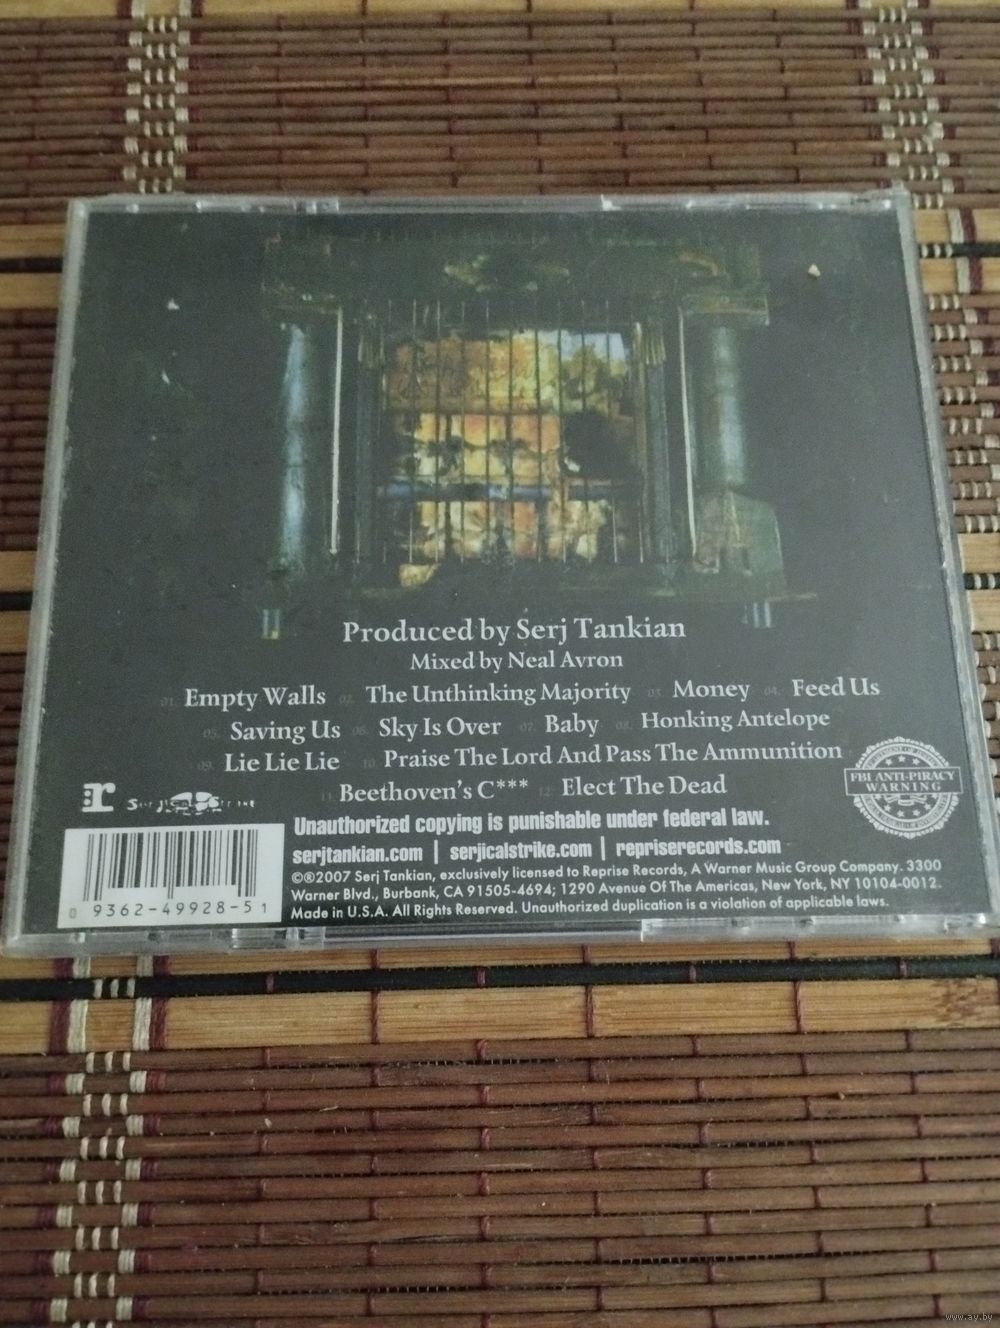 Produced by Serj Tankian
Mixed by Neal Avron
01. Empty Walls 02. The Unthinking Majority 03. Money 04. Feed Us
05. Saving Us 06. Sky Is Over 07. Baby 08. Honking Antelope
09. Lie Lie Lie 10. Praise The Lord And Pass The Ammunition
11. Beethoven's C*** 12. Elect The Dead
FBI ANTI-PIRACY
WARNING
r Serjical Strike
Unauthorized copying is punishable under federal law.
serjtankian.com | serjicalstrike.com | repriserecords.com
©℗2007 Serj Tankian, exclusively licensed to Reprise Records, A Warner Music Group Company. 3300
Warner Blvd., Burbank, CA 91505-4694; 1290 Avenue Of The Americas, New York, NY 10104-0012.
Made in U.S.A. All Rights Reserved. Unauthorized duplication is a violation of applicable laws.
0 9362-49928-5 1
www.ay.by